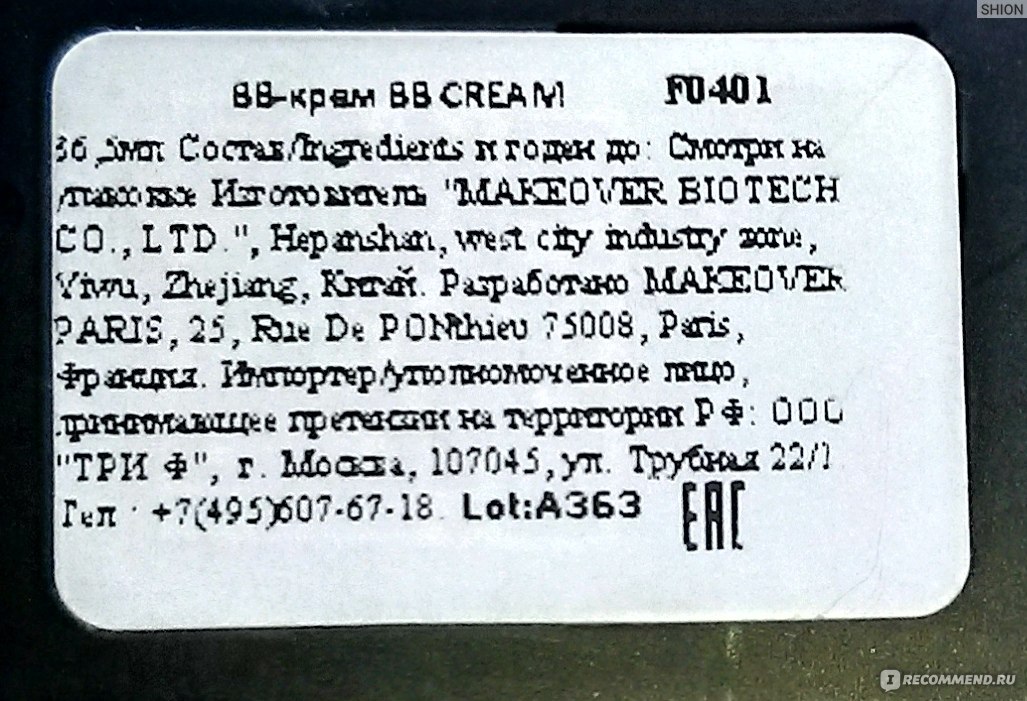 SHION
ВВ-крем BB CREAM F0401
36,5мл Состав/Ingredients и годен до: Смотри на
упаковке Изготовитель "MAKEOVER BIOTECH
CO., LTD.", Hepanshan, west city industry zone,
Yiwu, Zhejiang, Китай. Разработано MAKEOVER
PARIS, 25, Rue De PONthieu 75008, Paris,
Франция. Импортер/уполкомоченное лицо,
принимающее претензии на территории РФ: ООО
"ТРИ Ф", г. Москва, 107045, ул. Трубная 22/1
Тел : +7(495)607-67-18. Lot:A363 EAC
RECOMMEND.RU